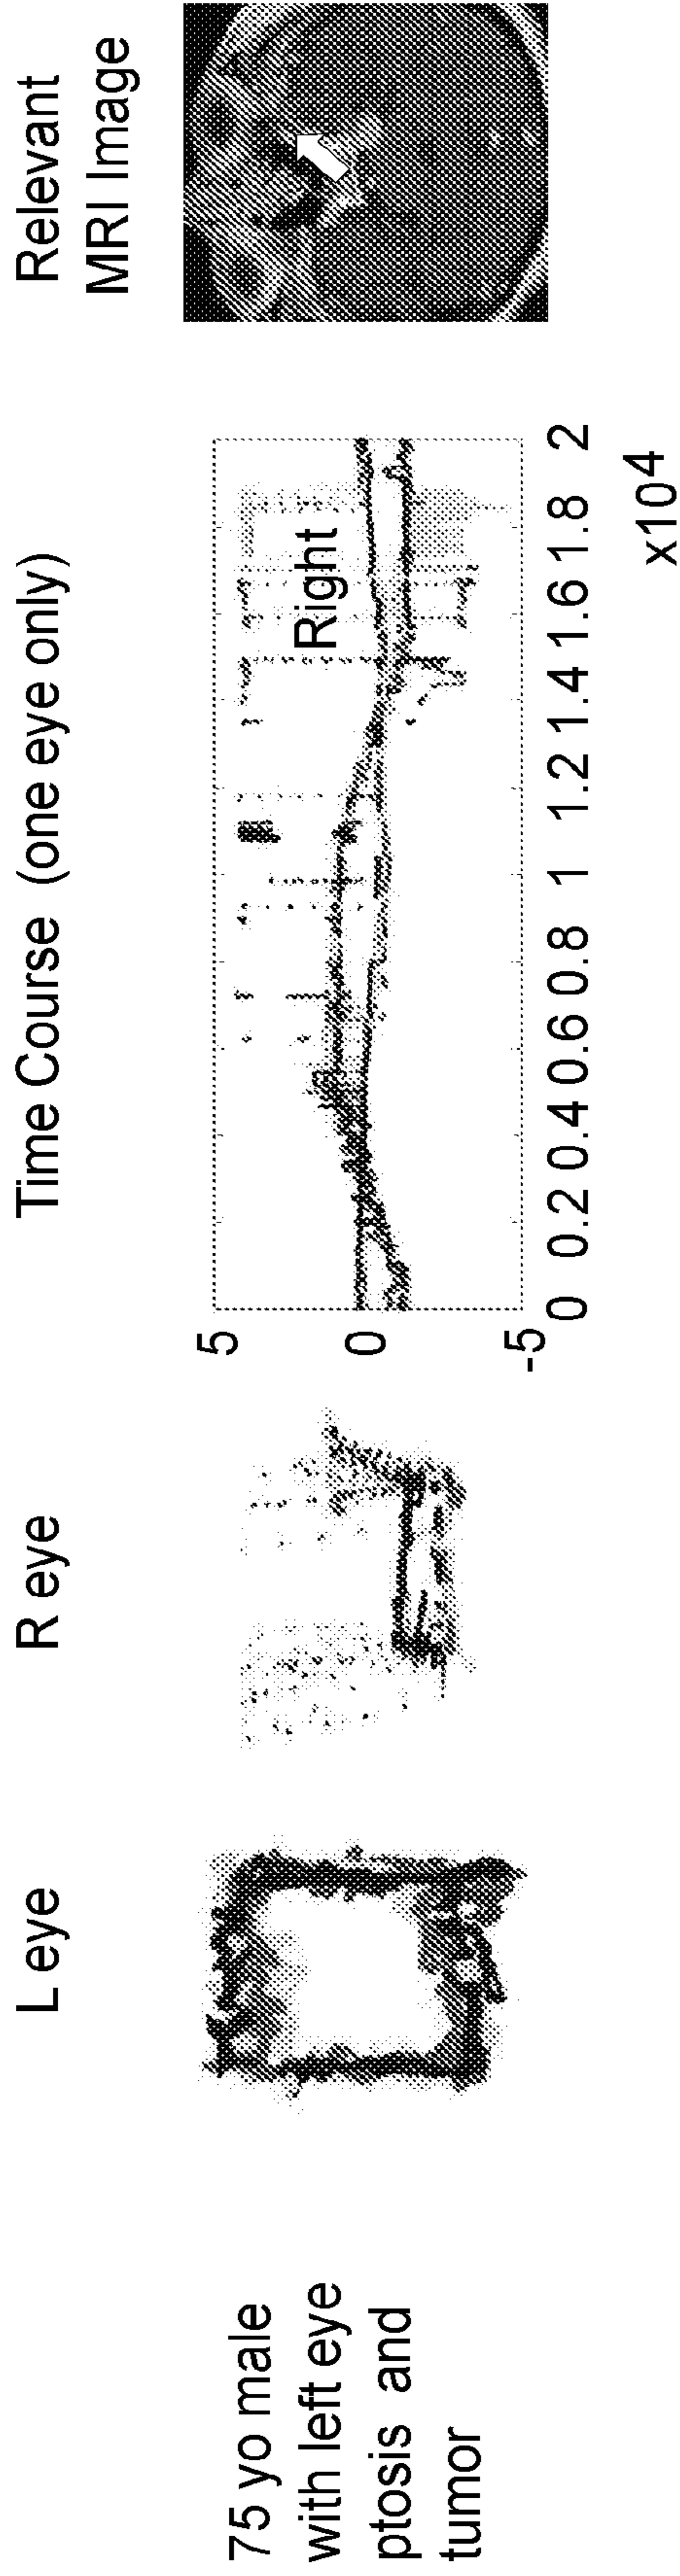 L eye
R eye
Time Course (one eye only)
Relevant
MRI Image
75 yo male
with left eye
ptosis and
tumor
5
0
-5
Right
0 0.2 0.4 0.6 0.8 1 1.2 1.4 1.6 1.8 2
x10⁴